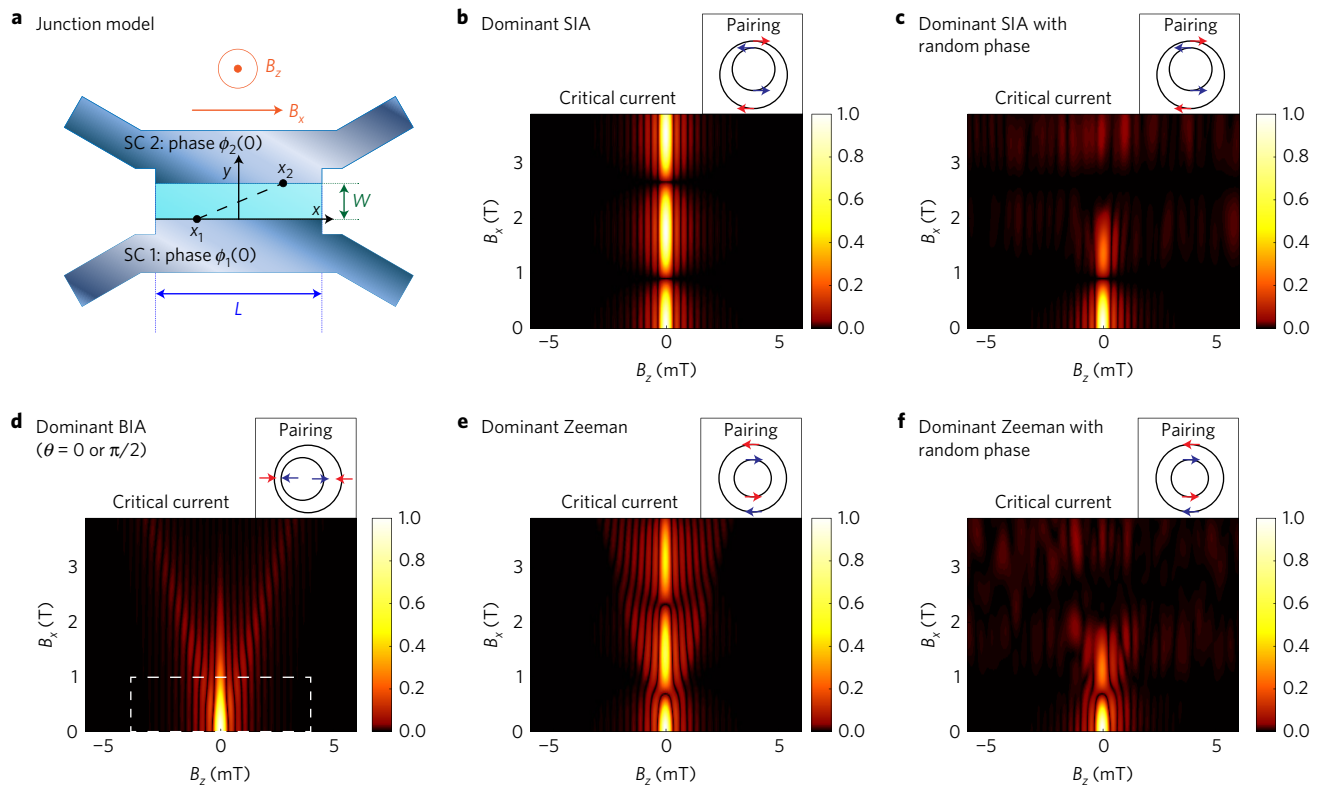 a Junction model
B_z
B_x
SC 2: phase ϕ₂(0)
y
x₂
W
x
x₁
SC 1: phase ϕ₁(0)
L
b Dominant SIA
Pairing
Critical current
1.0
0.8
0.6
0.4
0.2
0.0
3
2
1
0
B_x (T)
−5 0 5
B_z (mT)
c Dominant SIA with
random phase
Pairing
Critical current
1.0
0.8
0.6
0.4
0.2
0.0
3
2
1
0
B_x (T)
−5 0 5
B_z (mT)
d Dominant BIA
(θ = 0 or π/2)
Pairing
Critical current
1.0
0.8
0.6
0.4
0.2
0.0
3
2
1
0
B_x (T)
−5 0 5
B_z (mT)
e Dominant Zeeman
Pairing
Critical current
1.0
0.8
0.6
0.4
0.2
0.0
3
2
1
0
B_x (T)
−5 0 5
B_z (mT)
f Dominant Zeeman with
random phase
Pairing
Critical current
1.0
0.8
0.6
0.4
0.2
0.0
3
2
1
0
B_x (T)
−5 0 5
B_z (mT)